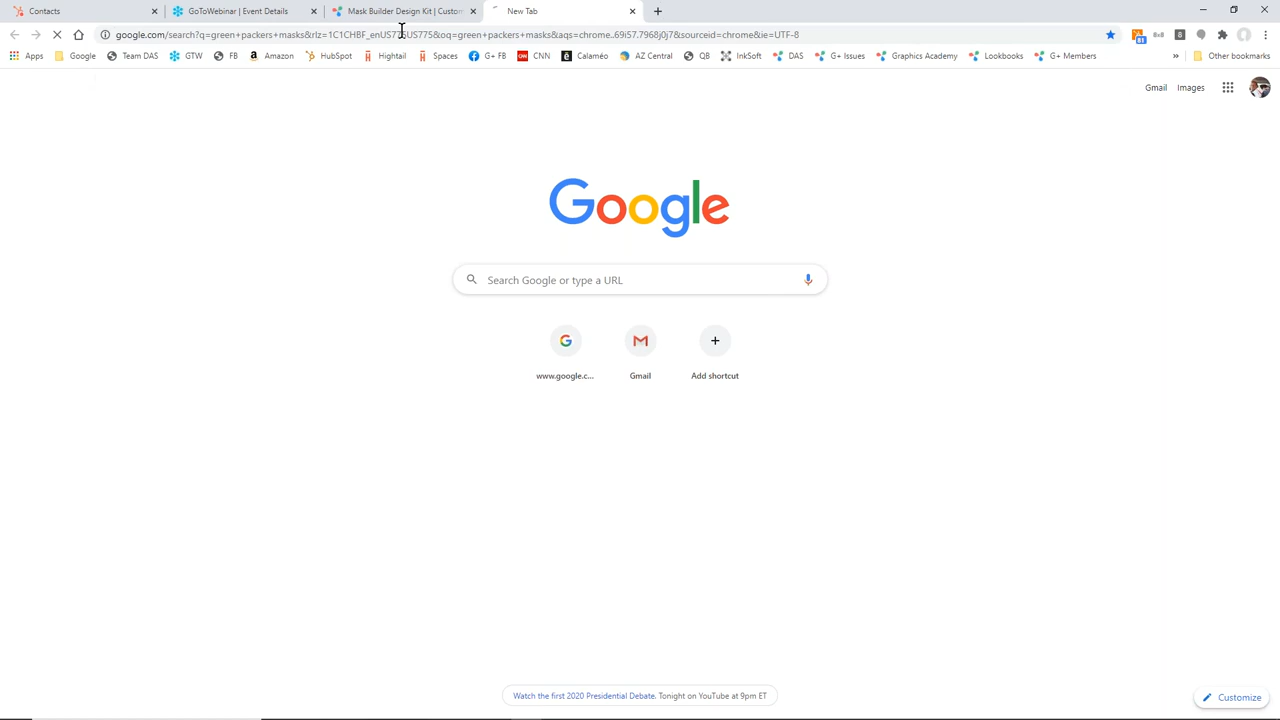 Contacts
GoToWebinar | Event Details
Mask Builder Design Kit | Custom
New Tab
google.com/search?q=green+packers+masks&rlz=1C1CHBF_enUS775US775&oq=green+packers+masks&aqs=chrome..69i57.7968j0j7&sourceid=chrome&ie=UTF-8
Apps Google Team DAS GTW FB Amazon HubSpot Hightail Spaces G+ FB CNN Calaméo AZ Central QB InkSoft DAS G+ Issues Graphics Academy Lookbooks G+ Members » Other bookmarks
Gmail Images
Google
Search Google or type a URL
www.google.c... Gmail Add shortcut
Watch the first 2020 Presidential Debate. Tonight on YouTube at 9pm ET
Customize